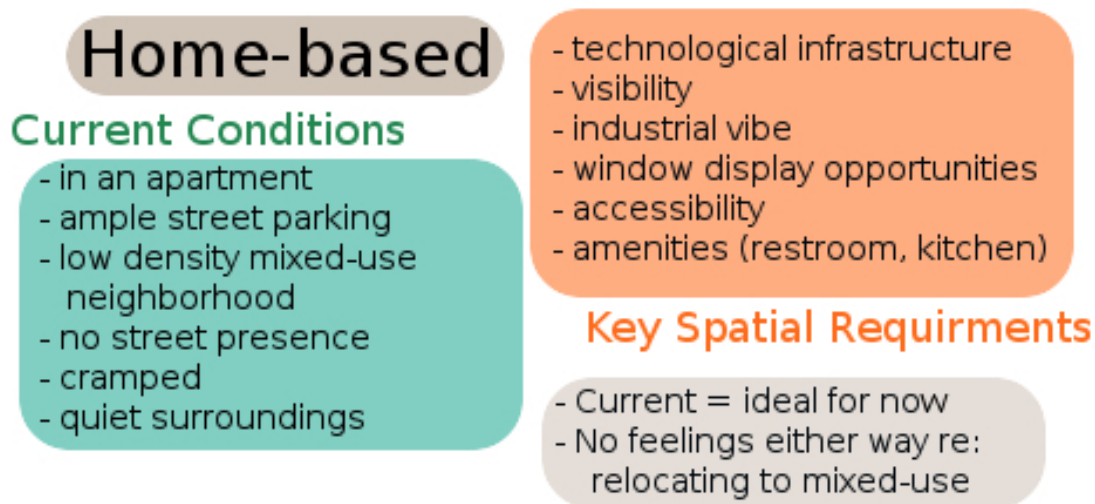 Home-based
Current Conditions
- in an apartment
- ample street parking
- low density mixed-use
neighborhood
- no street presence
- cramped
- quiet surroundings
- technological infrastructure
- visibility
- industrial vibe
- window display opportunities
- accessibility
- amenities (restroom, kitchen)
Key Spatial Requirments
- Current = ideal for now
- No feelings either way re:
relocating to mixed-use